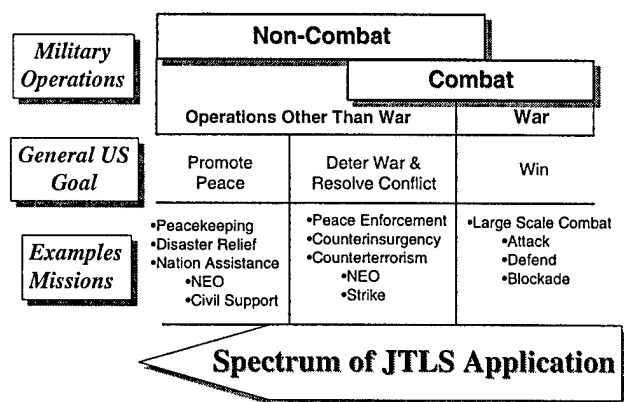 Military
Operations
Non-Combat
Combat
Operations Other Than War
War
General US
Goal
Promote
Peace
Deter War &
Resolve Conflict
Win
Examples
Missions
•Peacekeeping
•Disaster Relief
•Nation Assistance
•NEO
•Civil Support
•Peace Enforcement
•Counterinsurgency
•Counterterrorism
•NEO
•Strike
•Large Scale Combat
•Attack
•Defend
•Blockade
Spectrum of JTLS Application